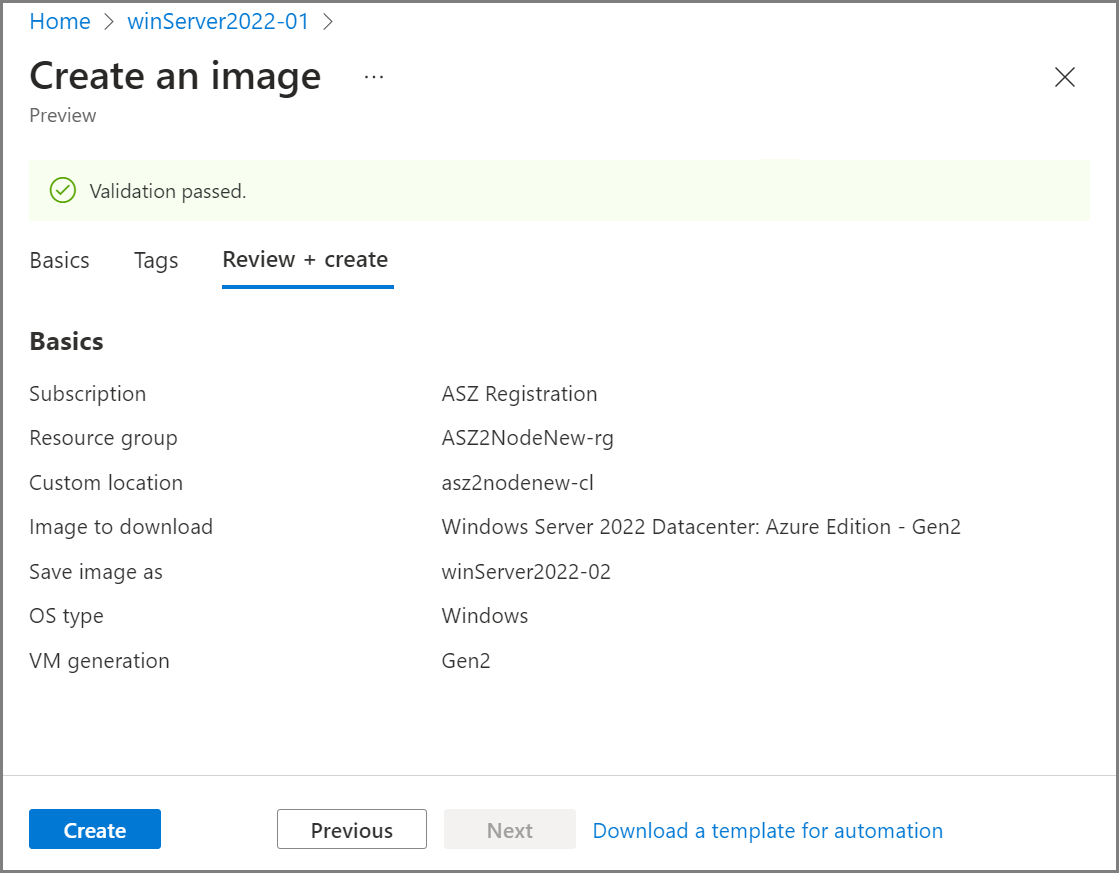 Home > winServer2022-01 >
Create an image ...
Preview
Validation passed.
Basics Tags Review + create
Basics
Subscription ASZ Registration
Resource group ASZ2NodeNew-rg
Custom location asz2nodenew-cl
Image to download Windows Server 2022 Datacenter: Azure Edition - Gen2
Save image as winServer2022-02
OS type Windows
VM generation Gen2
Create Previous Next Download a template for automation